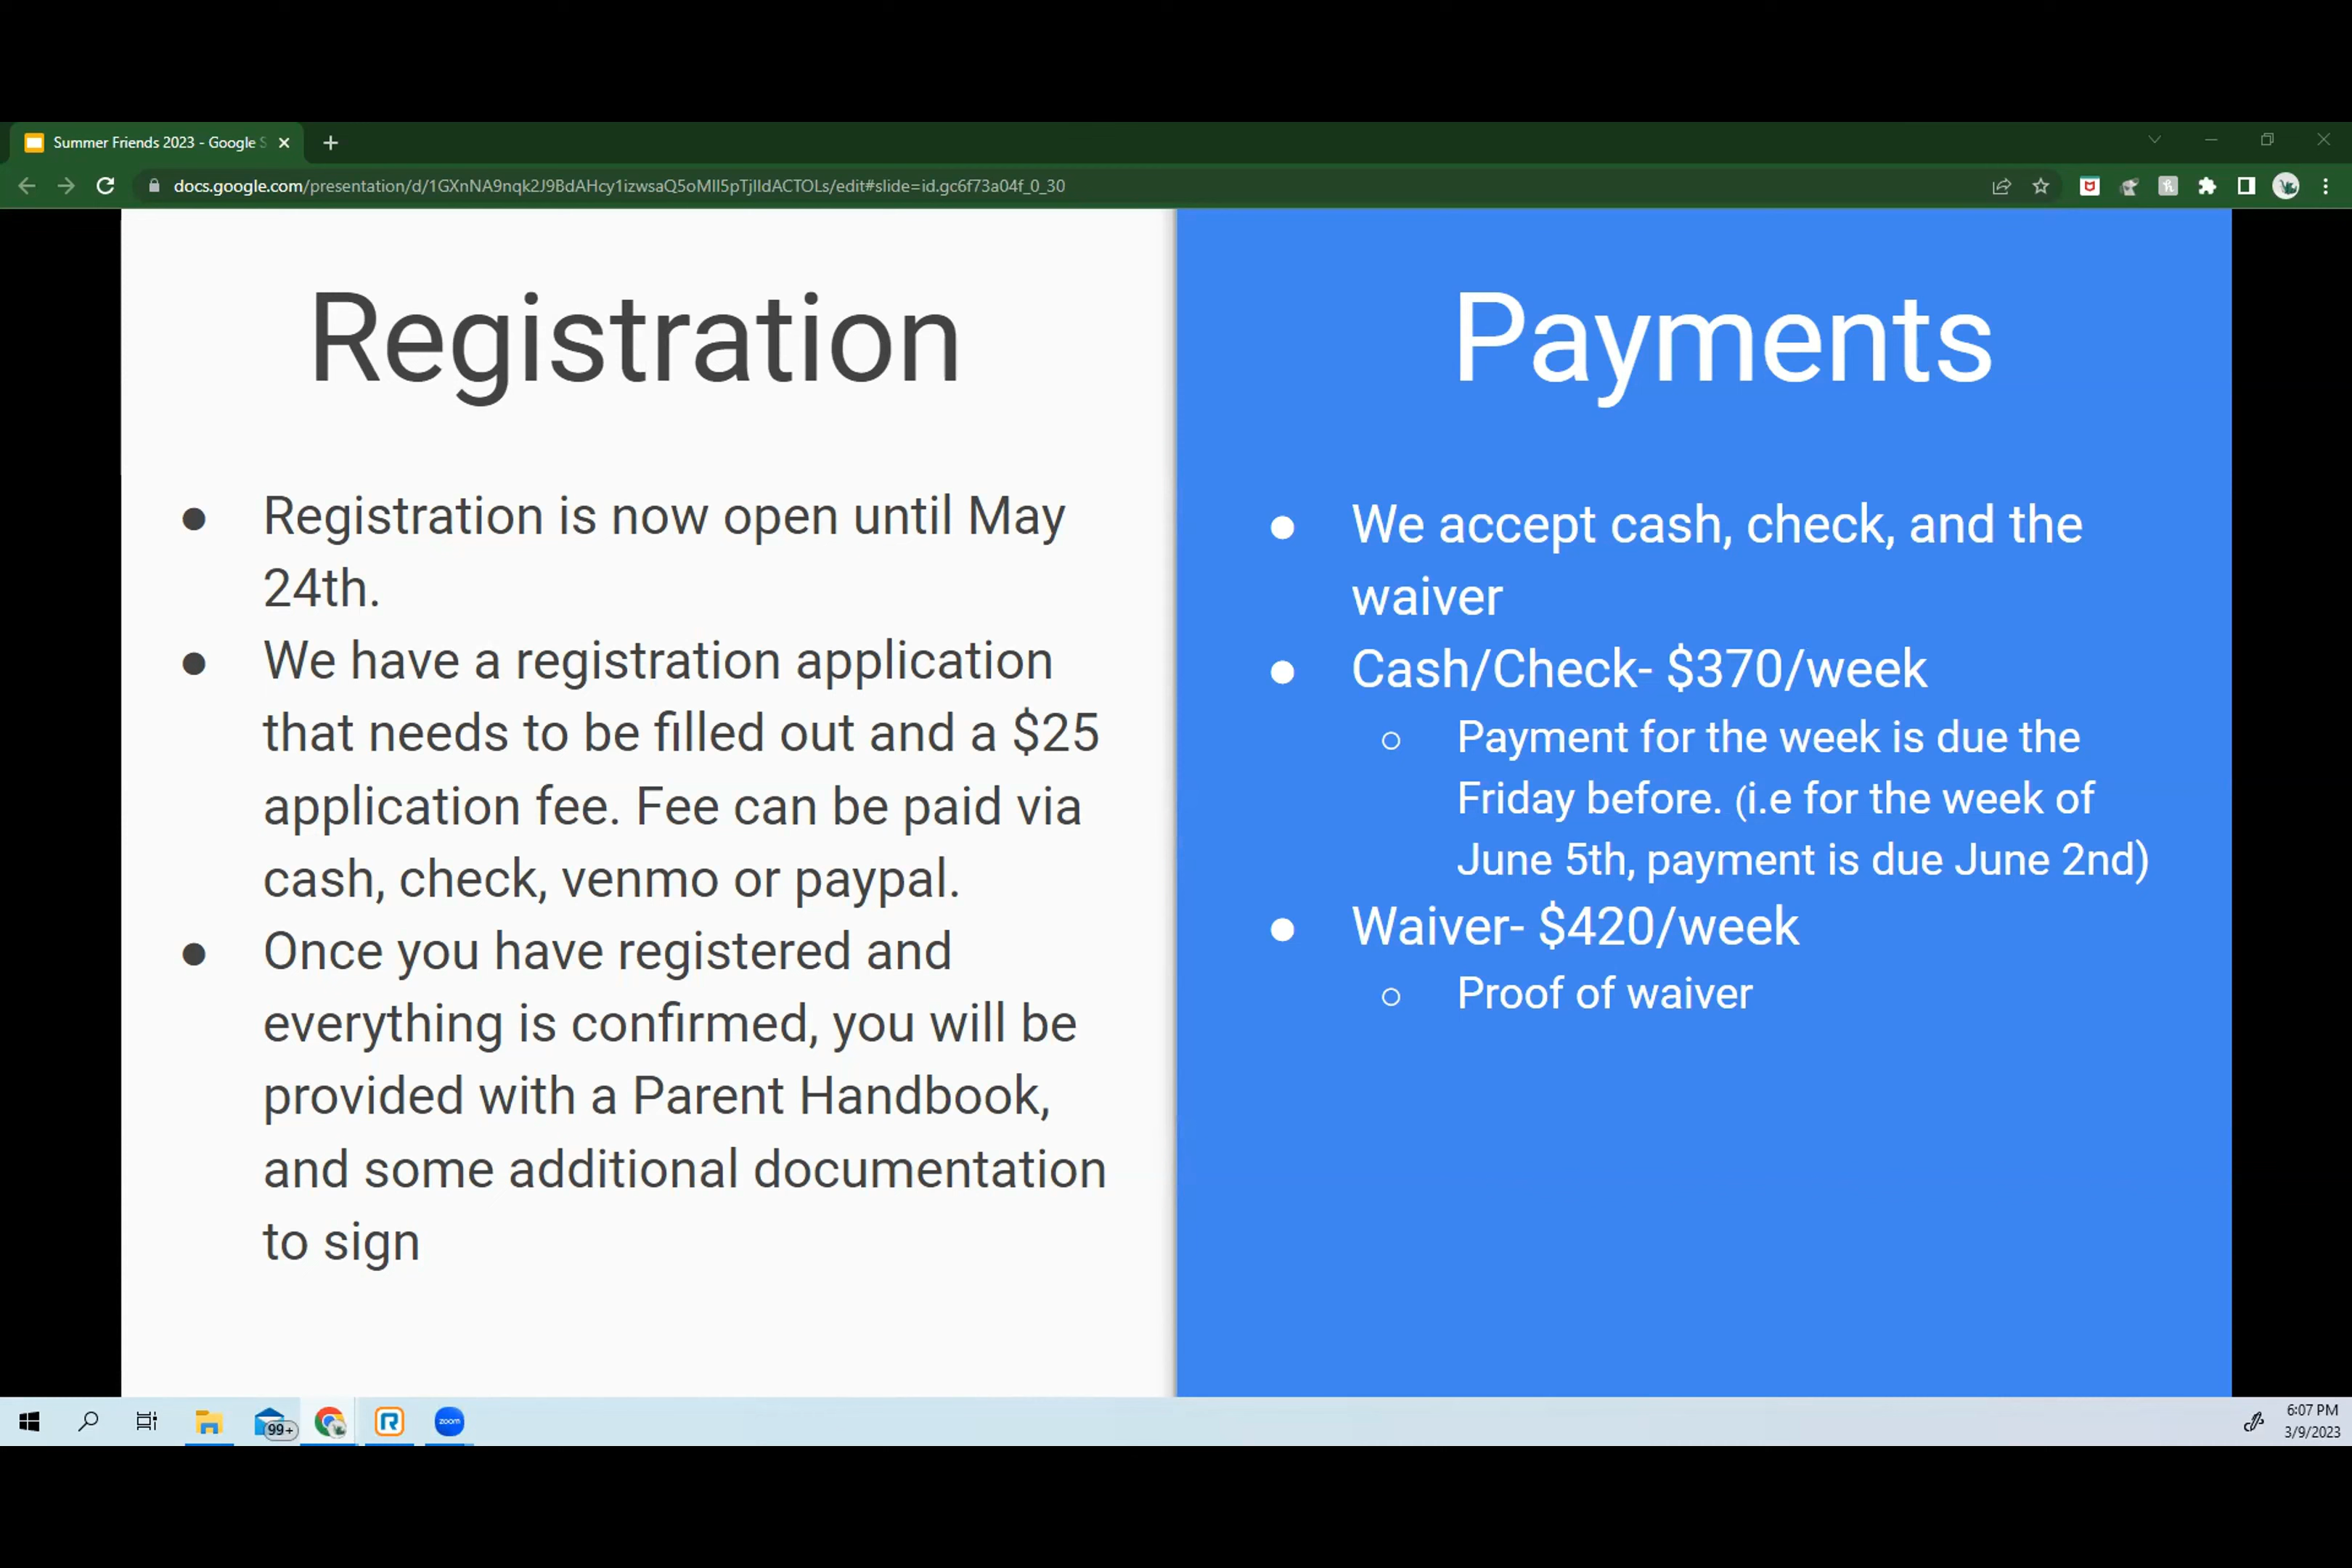 Summer Friends 2023 - Google S
docs.google.com/presentation/d/1GXnNA9nqk2J9BdAHcy1izwsaQ5oMIl5pTjIldACTOLs/edit#slide=id.gc6f73a04f_0_30
Registration
● Registration is now open until May
24th.
● We have a registration application
that needs to be filled out and a $25
application fee. Fee can be paid via
cash, check, venmo or paypal.
● Once you have registered and
everything is confirmed, you will be
provided with a Parent Handbook,
and some additional documentation
to sign
Payments
● We accept cash, check, and the
waiver
● Cash/Check- $370/week
○ Payment for the week is due the
Friday before. (i.e for the week of
June 5th, payment is due June 2nd)
● Waiver- $420/week
○ Proof of waiver
99+
R
zoom
6:07 PM
3/9/2023